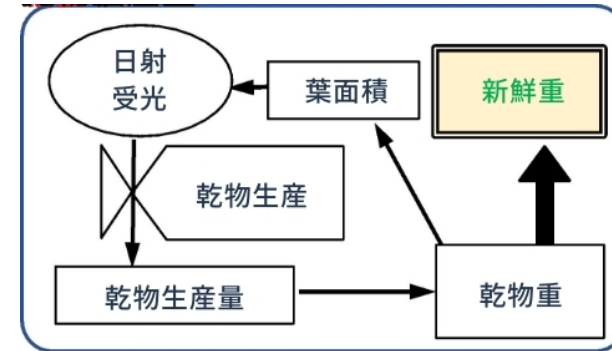 日射
受光
葉面積
新鮮重
乾物生産
乾物生産量
乾物重